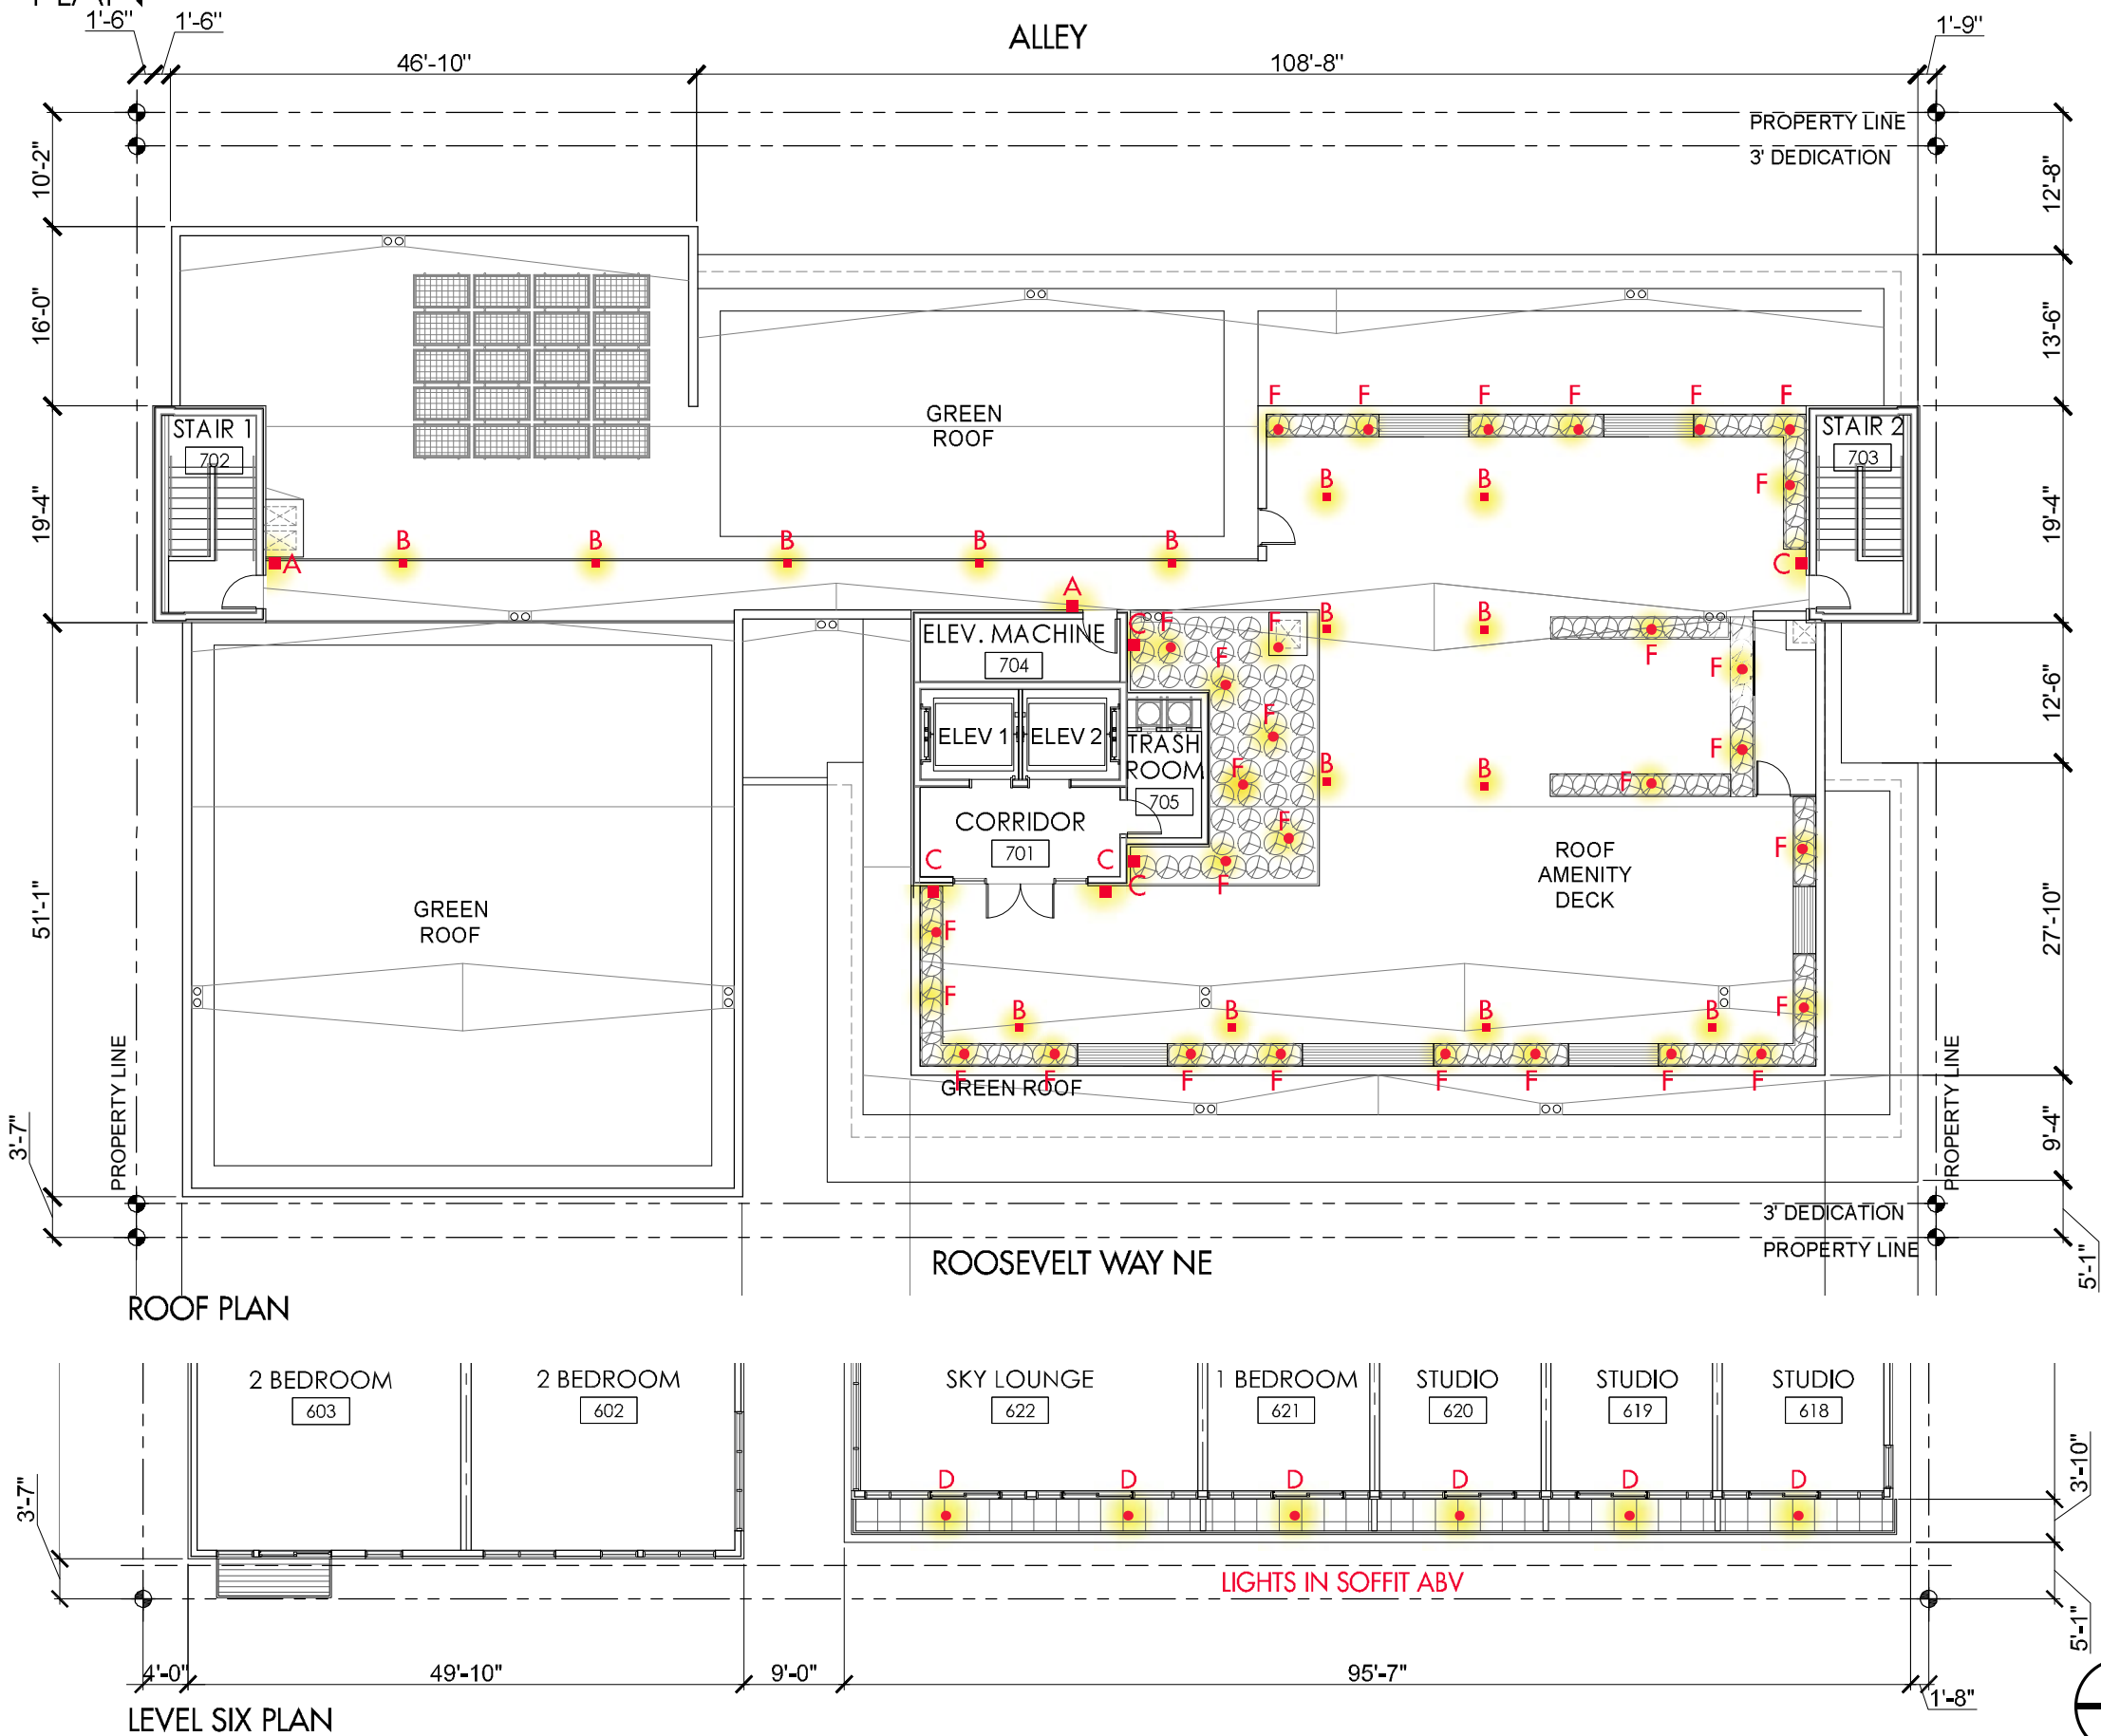 1'-6"
1'-6"
ALLEY
1'-9"
46'-10"
108'-8"
PROPERTY LINE
3' DEDICATION
10'-2"
12'-8"
16'-0"
13'-6"
F F F F F F
GREEN
ROOF
STAIR 1
702
STAIR 2
703
B B
F
19'-4"
19'-4"
B B B B B
A
C
A
B B
C F F
ELEV. MACHINE
704
F
F
F
12'-6"
F
ELEV 1
ELEV 2
TRASH
ROOM
705
F
B B
F
F
CORRIDOR
701
F
F
C C
C
F
ROOF
AMENITY
DECK
GREEN
ROOF
51'-1"
27'-10"
F
F
F
B B B B
F F F F F F F F
GREEN ROOF
PROPERTY LINE
PROPERTY LINE
3'-7"
9'-4"
3' DEDICATION
PROPERTY LINE
ROOSEVELT WAY NE
5'-1"
ROOF PLAN
2 BEDROOM
603
2 BEDROOM
602
SKY LOUNGE
622
1 BEDROOM
621
STUDIO
620
STUDIO
619
STUDIO
618
D D D D D D
3'-7"
3'-10"
LIGHTS IN SOFFIT ABV
5'-1"
4'-0"
49'-10"
9'-0"
95'-7"
1'-8"
LEVEL SIX PLAN